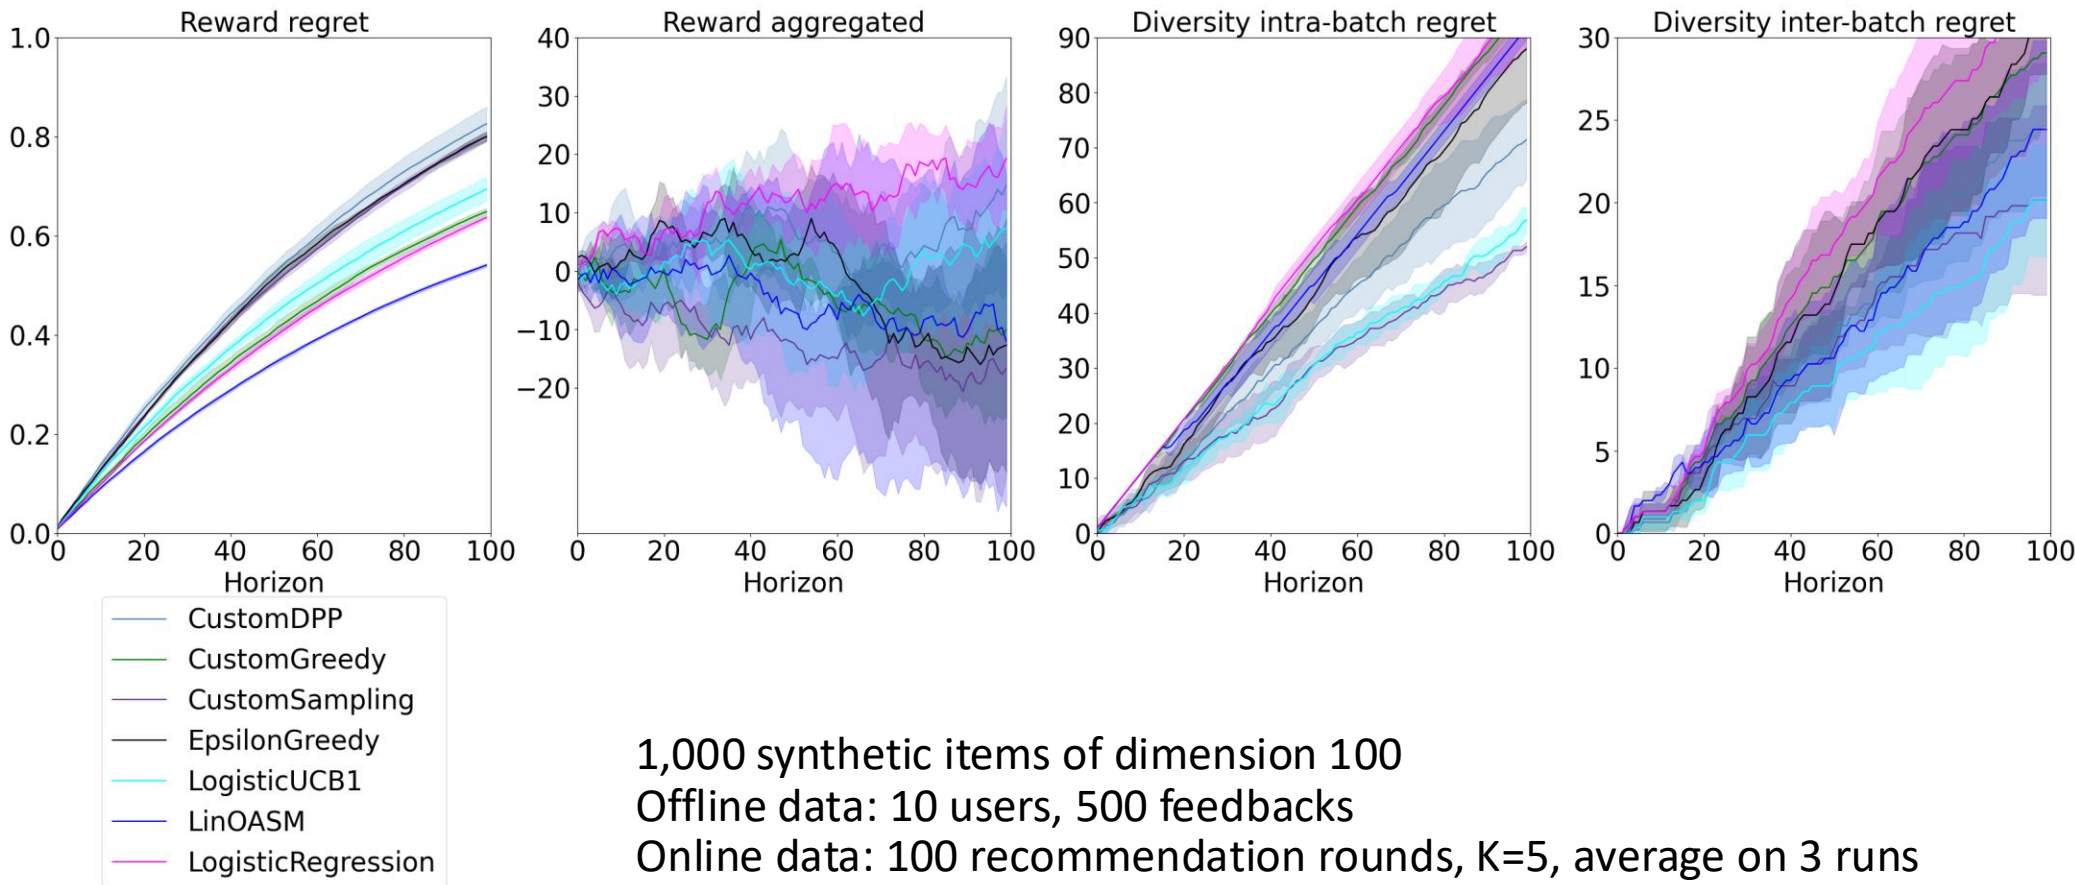 Reward regret
1.0
0.8
0.6
0.4
0.2
0.0
0 20 40 60 80 100
Horizon
Reward aggregated
40
30
20
10
0
−10
−20
0 20 40 60 80 100
Horizon
Diversity intra-batch regret
90
80
70
60
50
40
30
20
10
0
0 20 40 60 80 100
Horizon
Diversity inter-batch regret
30
25
20
15
10
5
0
0 20 40 60 80 100
Horizon
CustomDPP
CustomGreedy
CustomSampling
EpsilonGreedy
LogisticUCB1
LinOASM
LogisticRegression
1,000 synthetic items of dimension 100
Offline data: 10 users, 500 feedbacks
Online data: 100 recommendation rounds, K=5, average on 3 runs